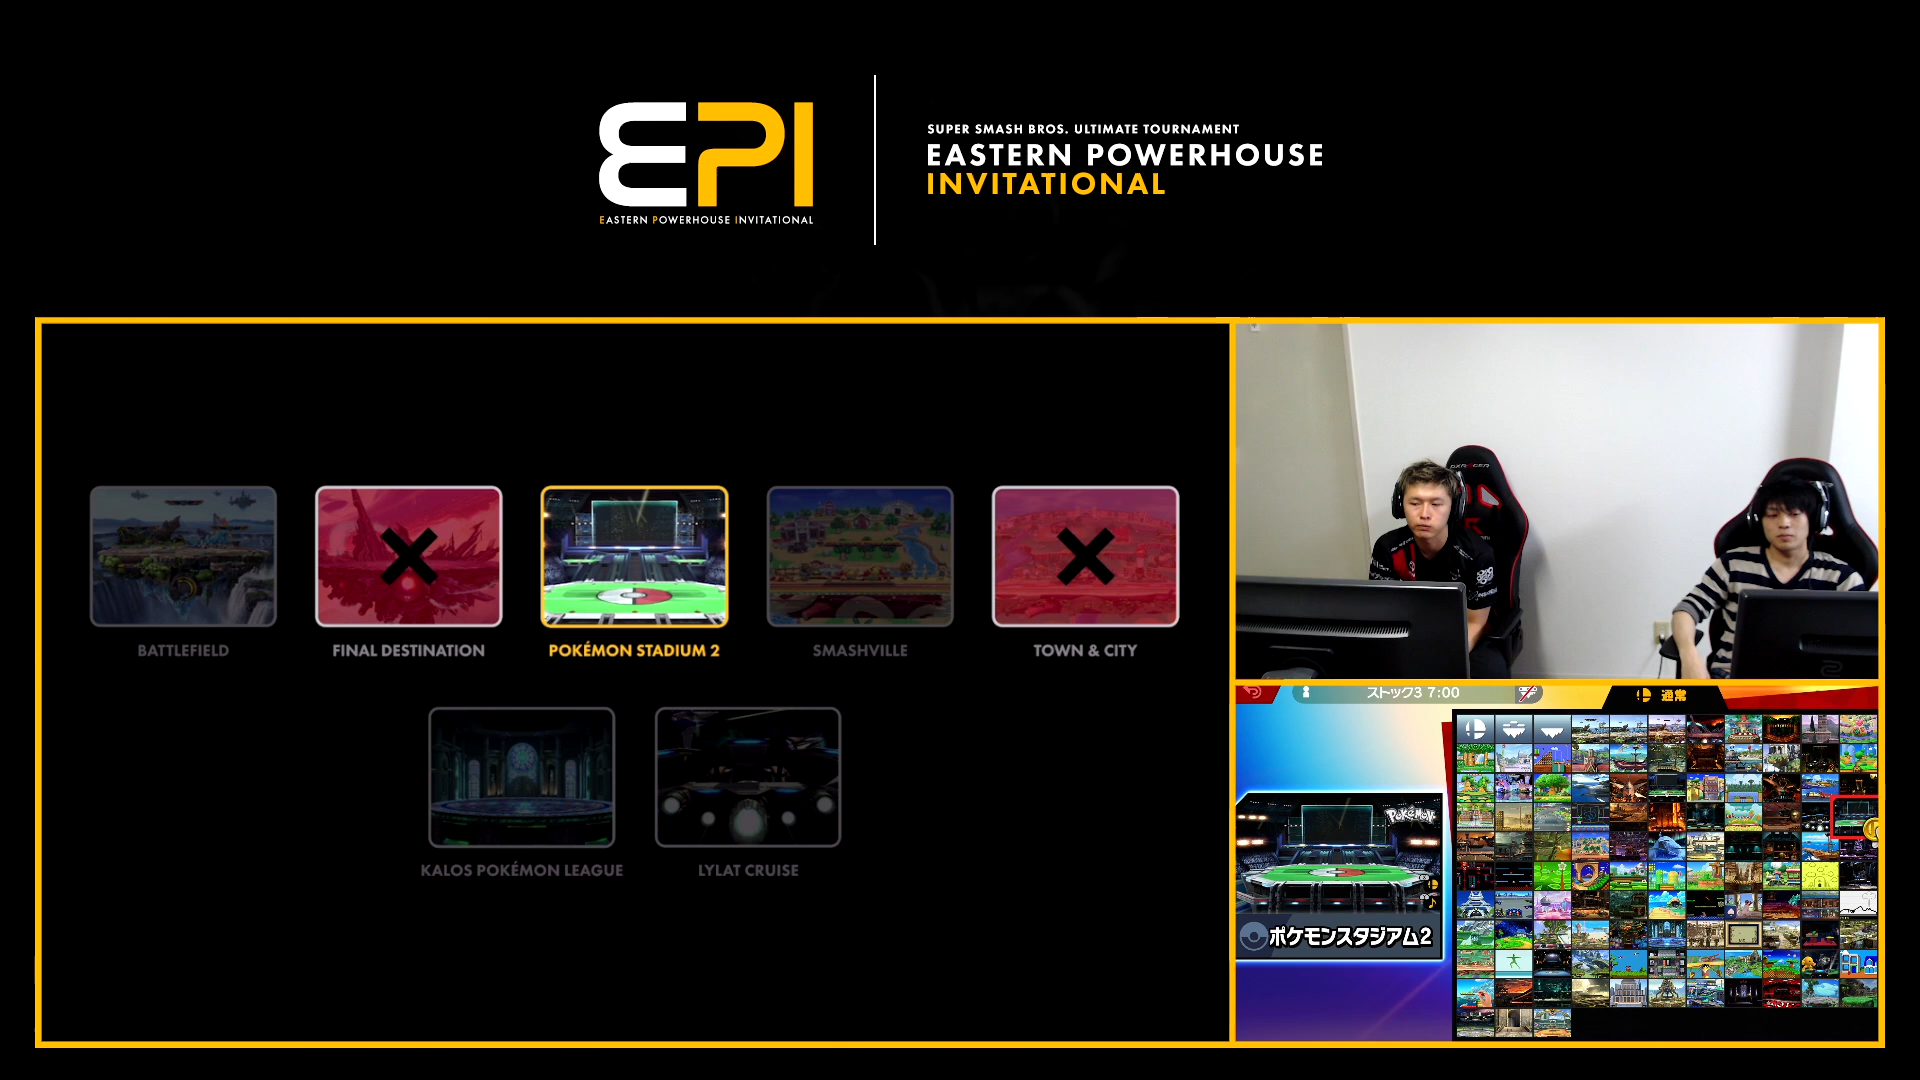 EPI
EASTERN POWERHOUSE INVITATIONAL
SUPER SMASH BROS. ULTIMATE TOURNAMENT
EASTERN POWERHOUSE
INVITATIONAL
BATTLEFIELD
FINAL DESTINATION
POKÉMON STADIUM 2
SMASHVILLE
TOWN & CITY
KALOS POKÉMON LEAGUE
LYLAT CRUISE
ストック3 7:00
通常
POKéMON
ポケモンスタジアム2